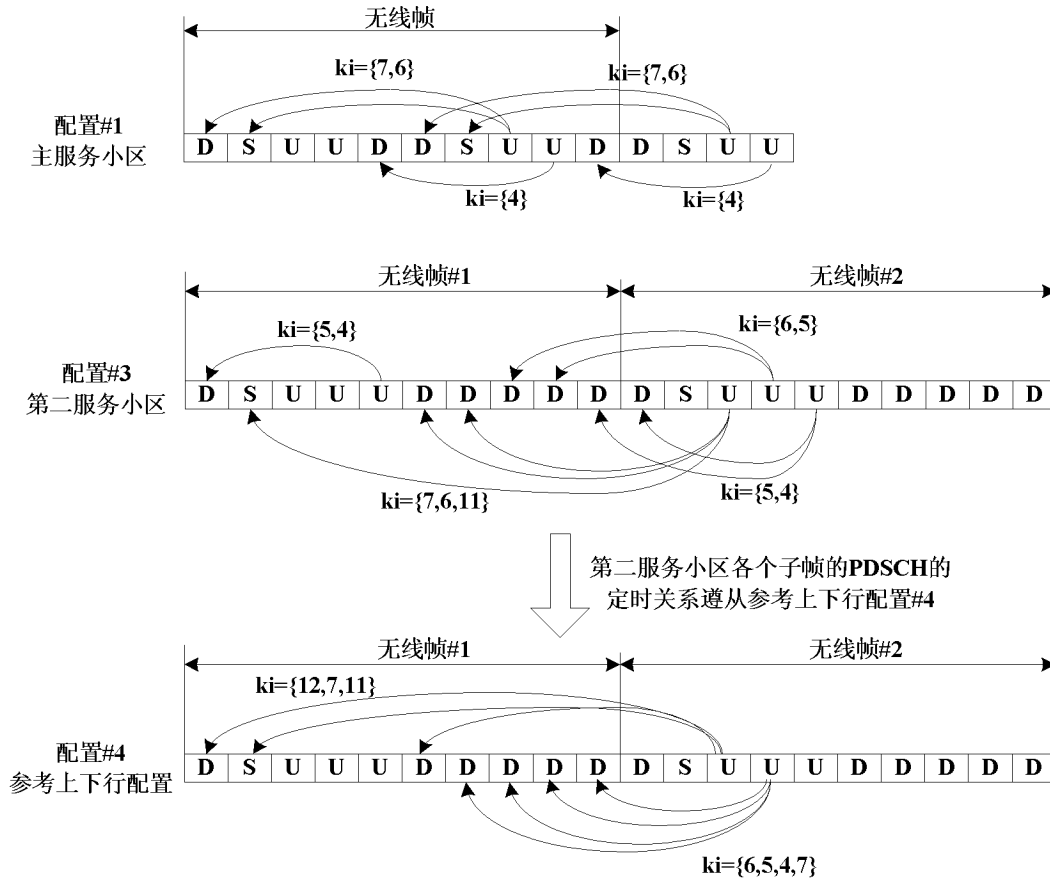 无线帧
ki={7,6}
ki={7,6}
配置#1
主服务小区
D S U U D D S U U D D S U U
ki={4}
ki={4}
无线帧#1
无线帧#2
ki={5,4}
ki={6,5}
配置#3
第二服务小区
D S U U U D D D D D D S U U U D D D D D
ki={7,6,11}
ki={5,4}
第二服务小区各个子帧的PDSCH的
定时关系遵从参考上下行配置#4
无线帧#1
无线帧#2
ki={12,7,11}
配置#4
参考上下行配置
D S U U U D D D D D D S U U U D D D D D
ki={6,5,4,7}